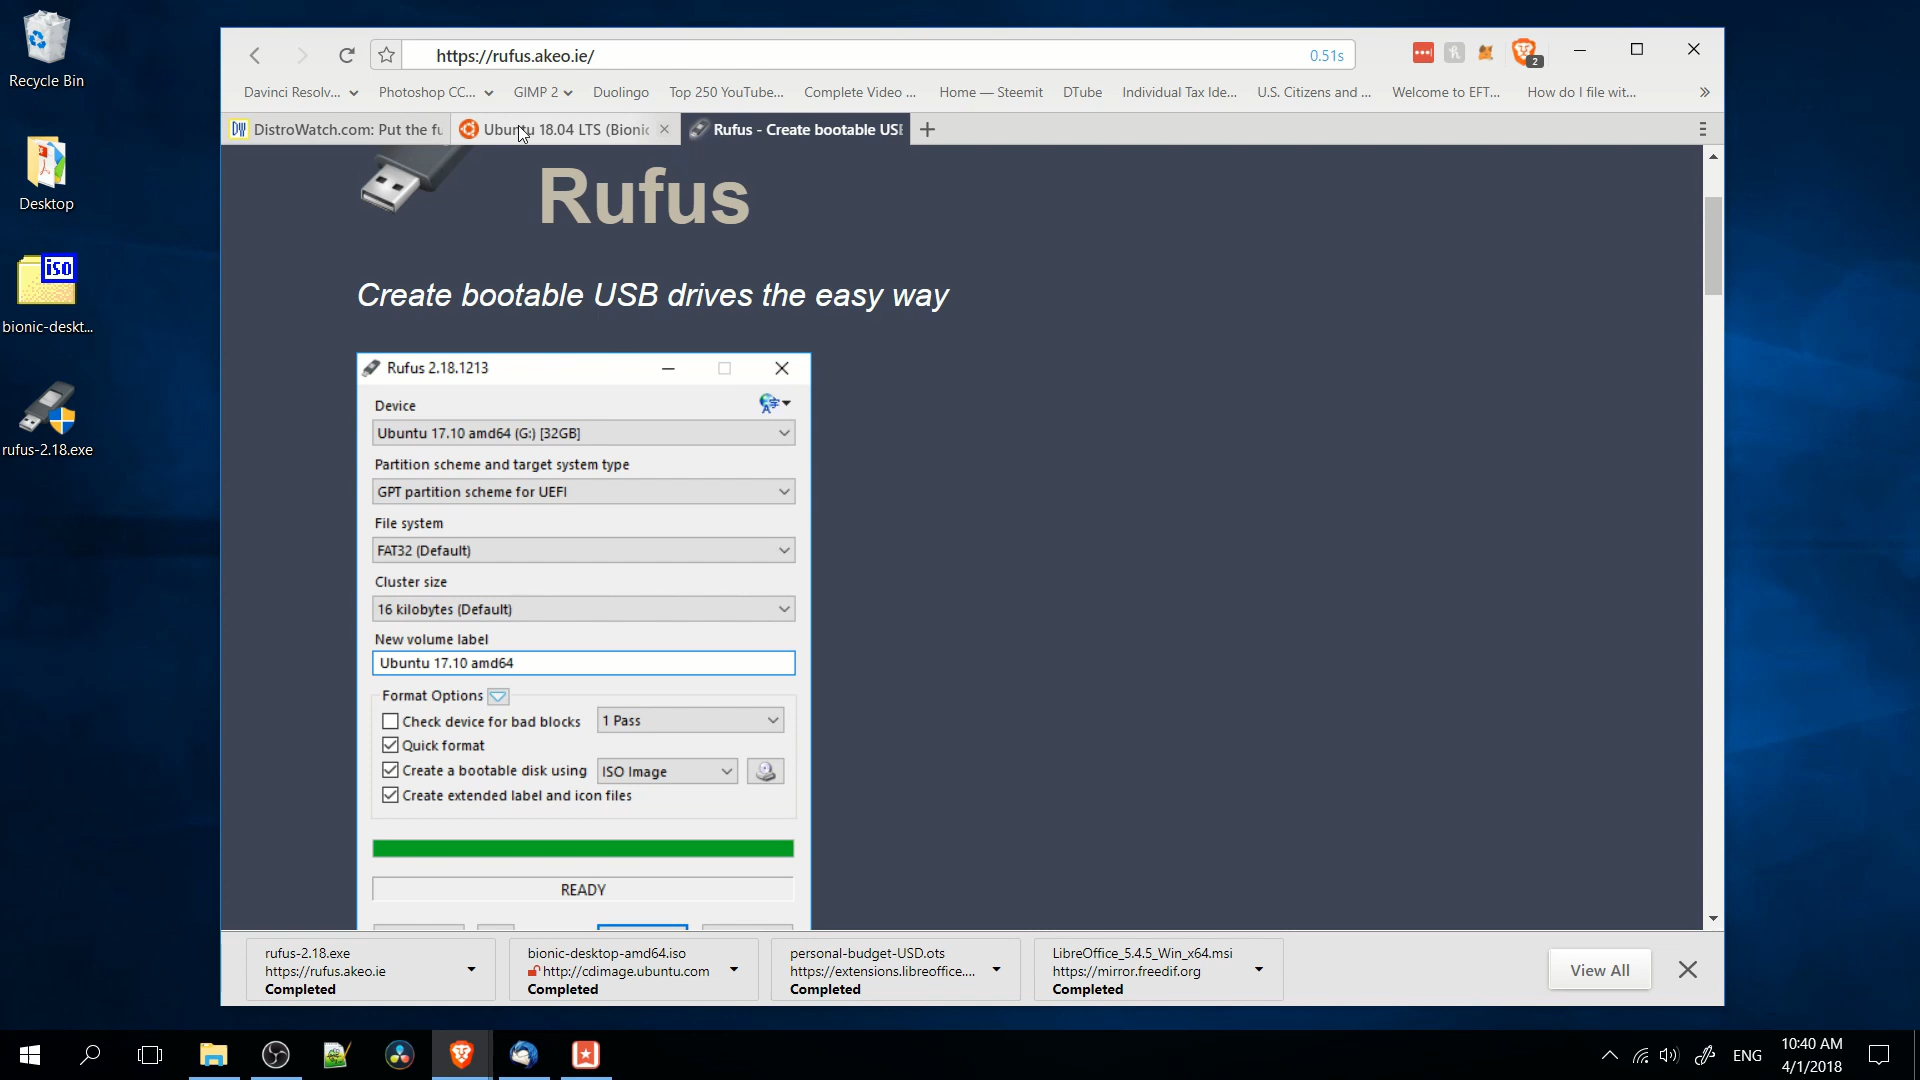 Recycle Bin
Desktop
iso
bionic-deskt...
rufus-2.18.exe
https://rufus.akeo.ie/
0.51s
2
Davinci Resolv...
Photoshop CC...
GIMP 2
Duolingo
Top 250 YouTube...
Complete Video ...
Home — Steemit
DTube
Individual Tax Ide...
U.S. Citizens and ...
Welcome to EFT...
How do I file wit...
»
DW
DistroWatch.com: Put the fu
Ubuntu 18.04 LTS (Bionic
Rufus - Create bootable USB
Rufus
Create bootable USB drives the easy way
Rufus 2.18.1213
Device
Ubuntu 17.10 amd64 (G:) [32GB]
Partition scheme and target system type
GPT partition scheme for UEFI
File system
FAT32 (Default)
Cluster size
16 kilobytes (Default)
New volume label
Ubuntu 17.10 amd64
Format Options
Check device for bad blocks
1 Pass
Quick format
Create a bootable disk using
ISO Image
Create extended label and icon files
READY
rufus-2.18.exe
https://rufus.akeo.ie
Completed
bionic-desktop-amd64.iso
http://cdimage.ubuntu.com
Completed
personal-budget-USD.ots
https://extensions.libreoffice....
Completed
LibreOffice_5.4.5_Win_x64.msi
https://mirror.freedif.org
Completed
View All
ENG
10:40 AM
4/1/2018